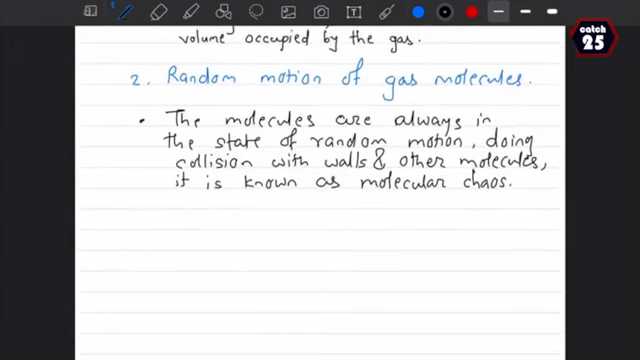 catch
25
volume occupied by the gas.
2. Random motion of gas molecules.
• The molecules are always in
the state of random motion, doing
collision with walls & other molecules,
it is known as molecular chaos.